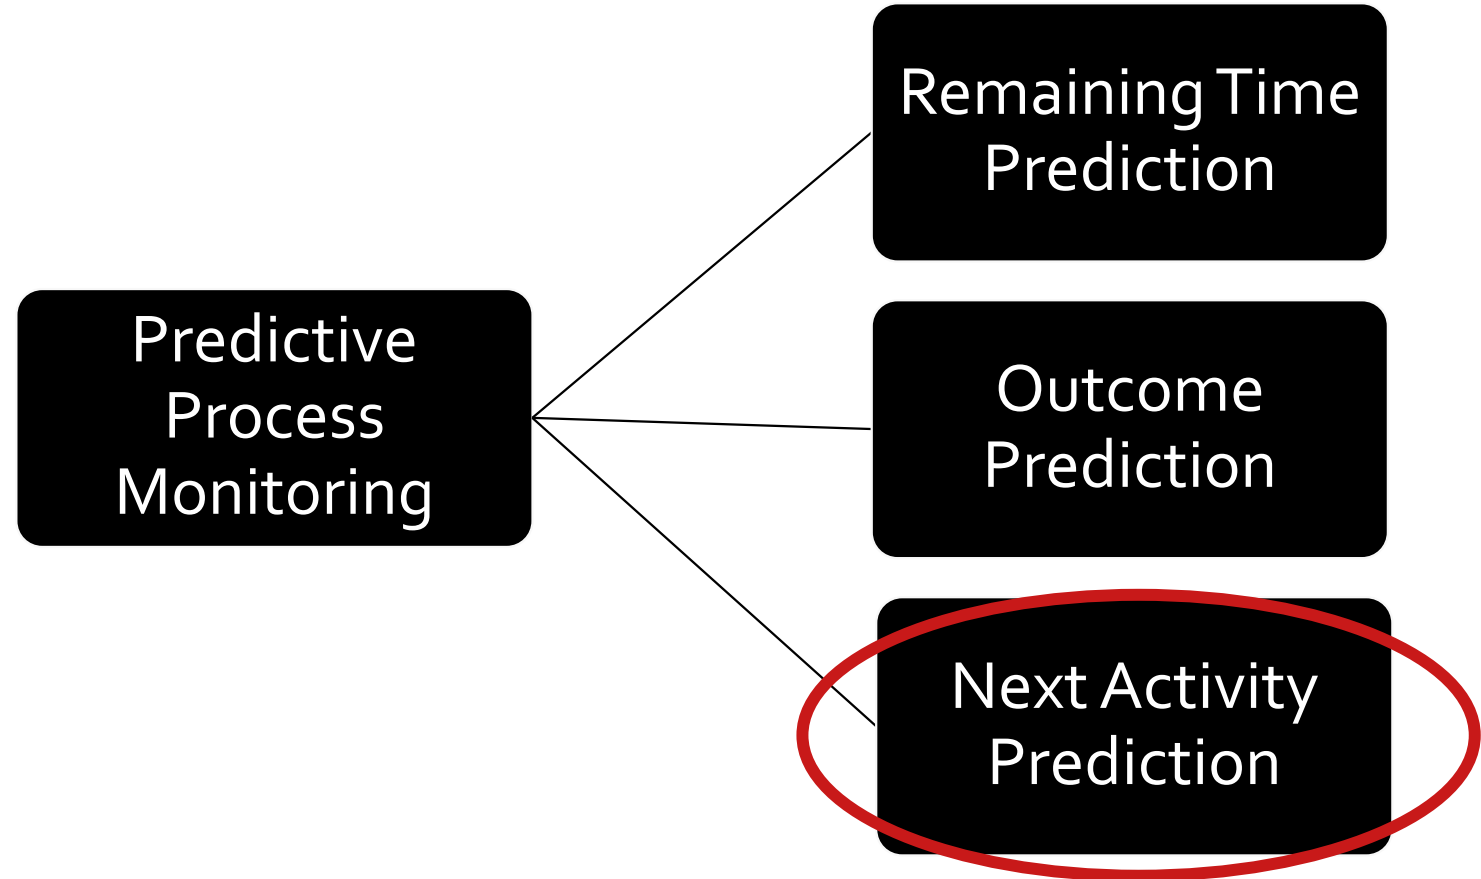 Predictive
Process
Monitoring
Remaining Time
Prediction
Outcome
Prediction
Next Activity
Prediction